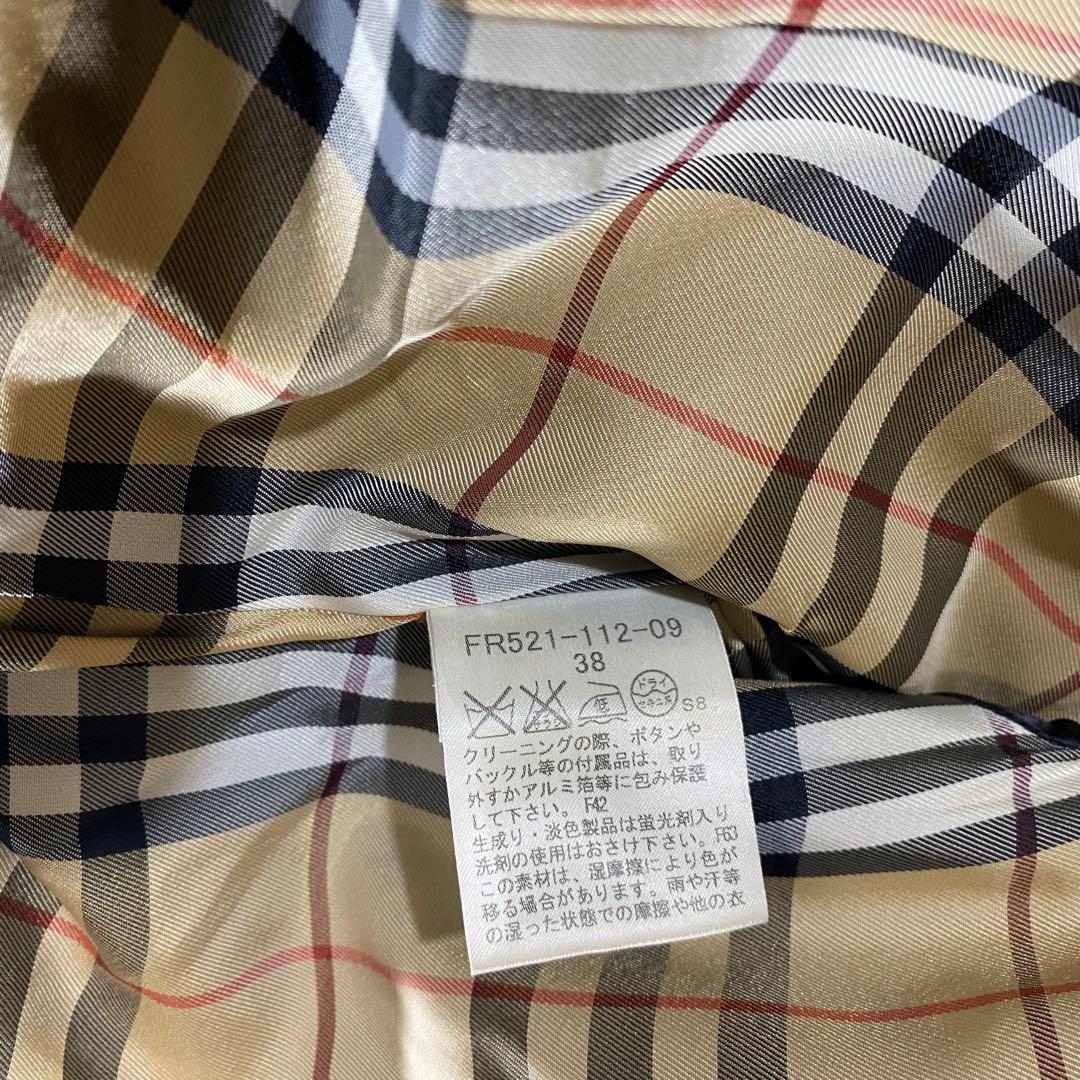 FR521-112-09
38
低 ドライ S8
クリーニングの際、ボタンや
バックル等の付属品は、取り
外すかアルミ箔等に包み保護
して下さい。 F42
生成り・淡色製品は蛍光剤入り
洗剤の使用はおさけ下さい。F63
この素材は、湿摩擦により色が
移る場合があります。雨や汗等
の湿った状態での摩擦や他の衣